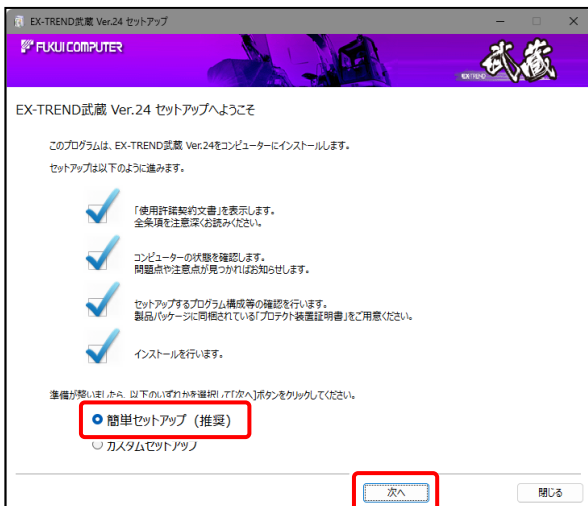 EX-TREND武蔵 Ver.24 セットアップ
FUKUI COMPUTER
武蔵
EX-TREND
EX-TREND武蔵 Ver.24 セットアップへようこそ
このプログラムは、EX-TREND武蔵 Ver.24をコンピューターにインストールします。
セットアップは以下のように進みます。
「使用許諾契約文書」を表示します。
全条項を注意深くお読みください。
コンピューターの状態を確認します。
問題点や注意点が見つかればお知らせします。
セットアップするプログラム構成等の確認を行います。
製品パッケージに同梱されている「プロテクト装置証明書」をご用意ください。
インストールを行います。
準備が整いましたら、以下のいずれかを選択して「次へ]ボタンをクリックしてください。
簡単セットアップ (推奨)
カスタムセットアップ
次へ
閉じる